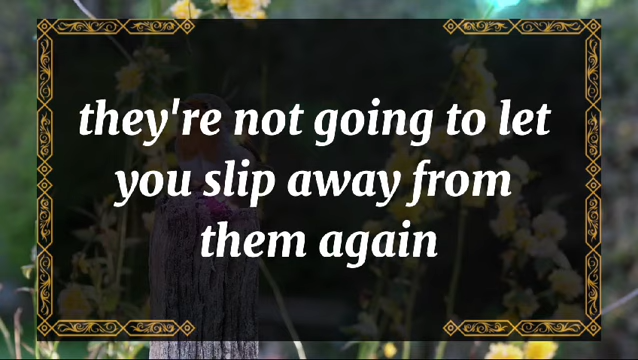 they're not going to let
you slip away from
them again